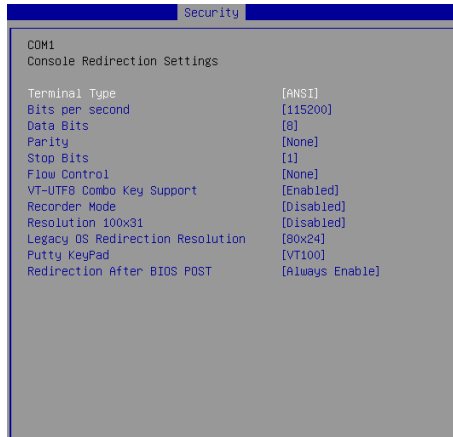 Security
COM1
Console Redirection Settings
Terminal Type [ANSI]
Bits per second [115200]
Data Bits [8]
Parity [None]
Stop Bits [1]
Flow Control [None]
VT-UTF8 Combo Key Support [Enabled]
Recorder Mode [Disabled]
Resolution 100x31 [Disabled]
Legacy OS Redirection Resolution [80x24]
Putty KeyPad [VT100]
Redirection After BIOS POST [Always Enable]